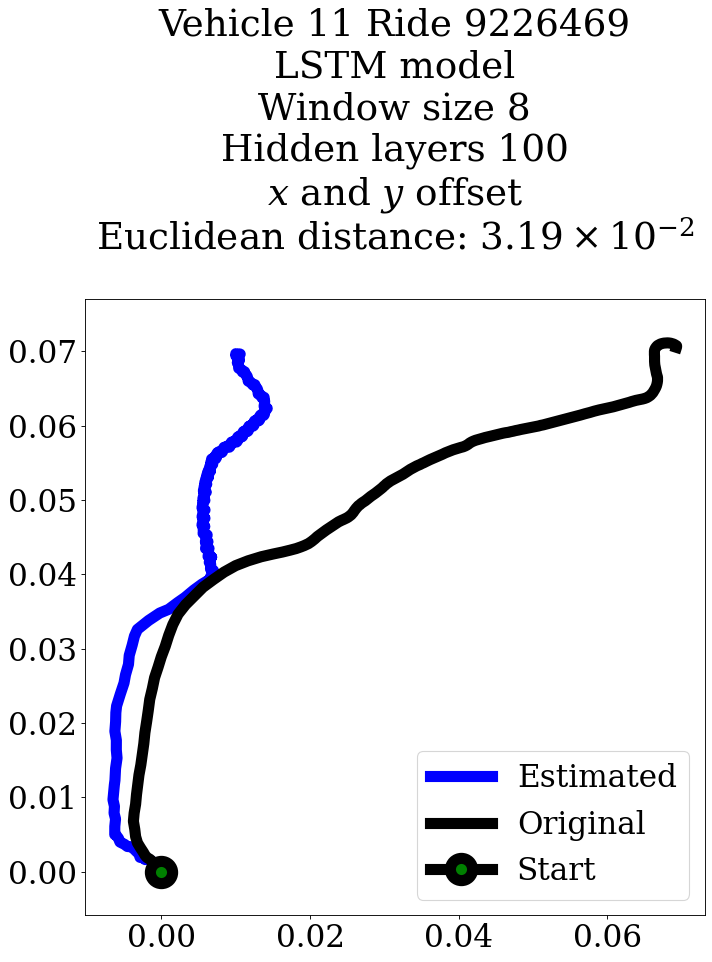 Vehicle 11 Ride 9226469
LSTM model
Window size 8
Hidden layers 100
x and y offset
Euclidean distance: 3.19 × 10⁻²
0.07
0.06
0.05
0.04
0.03
0.02
0.01
0.00
Estimated
Original
Start
0.00 0.02 0.04 0.06